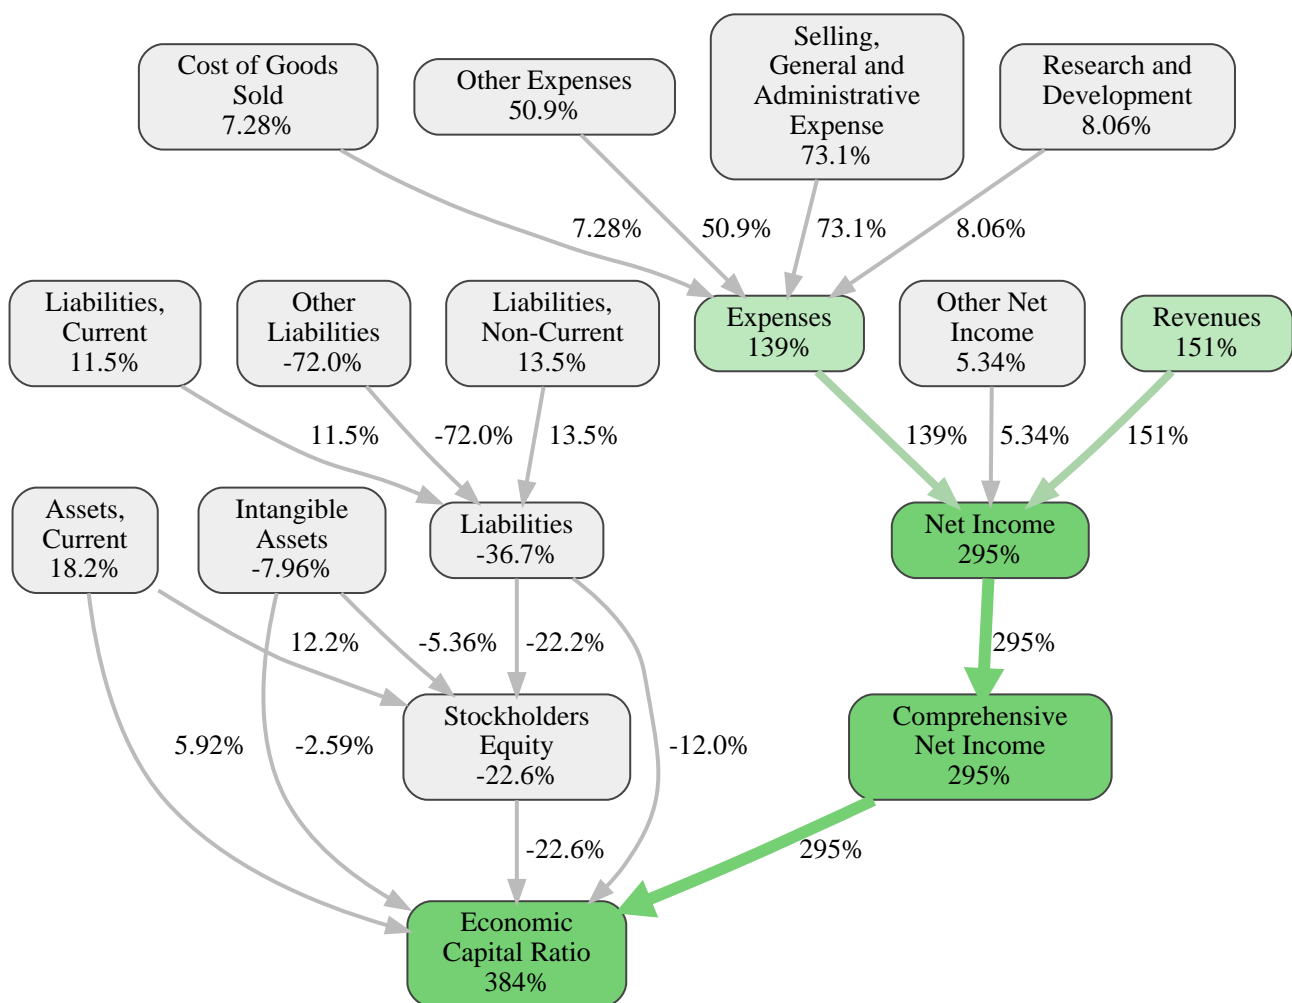 Cost of Goods
Sold
7.28%
Other Expenses
50.9%
Selling,
General and
Administrative
Expense
73.1%
Research and
Development
8.06%
7.28%
50.9%
73.1%
8.06%
Liabilities,
Current
11.5%
Other
Liabilities
-72.0%
Liabilities,
Non-Current
13.5%
Expenses
139%
Other Net
Income
5.34%
Revenues
151%
11.5%
-72.0%
13.5%
139%
5.34%
151%
Assets,
Current
18.2%
Intangible
Assets
-7.96%
Liabilities
-36.7%
Net Income
295%
12.2%
-5.36%
-22.2%
295%
5.92%
-2.59%
Stockholders
Equity
-22.6%
-12.0%
Comprehensive
Net Income
295%
-22.6%
295%
Economic
Capital Ratio
384%